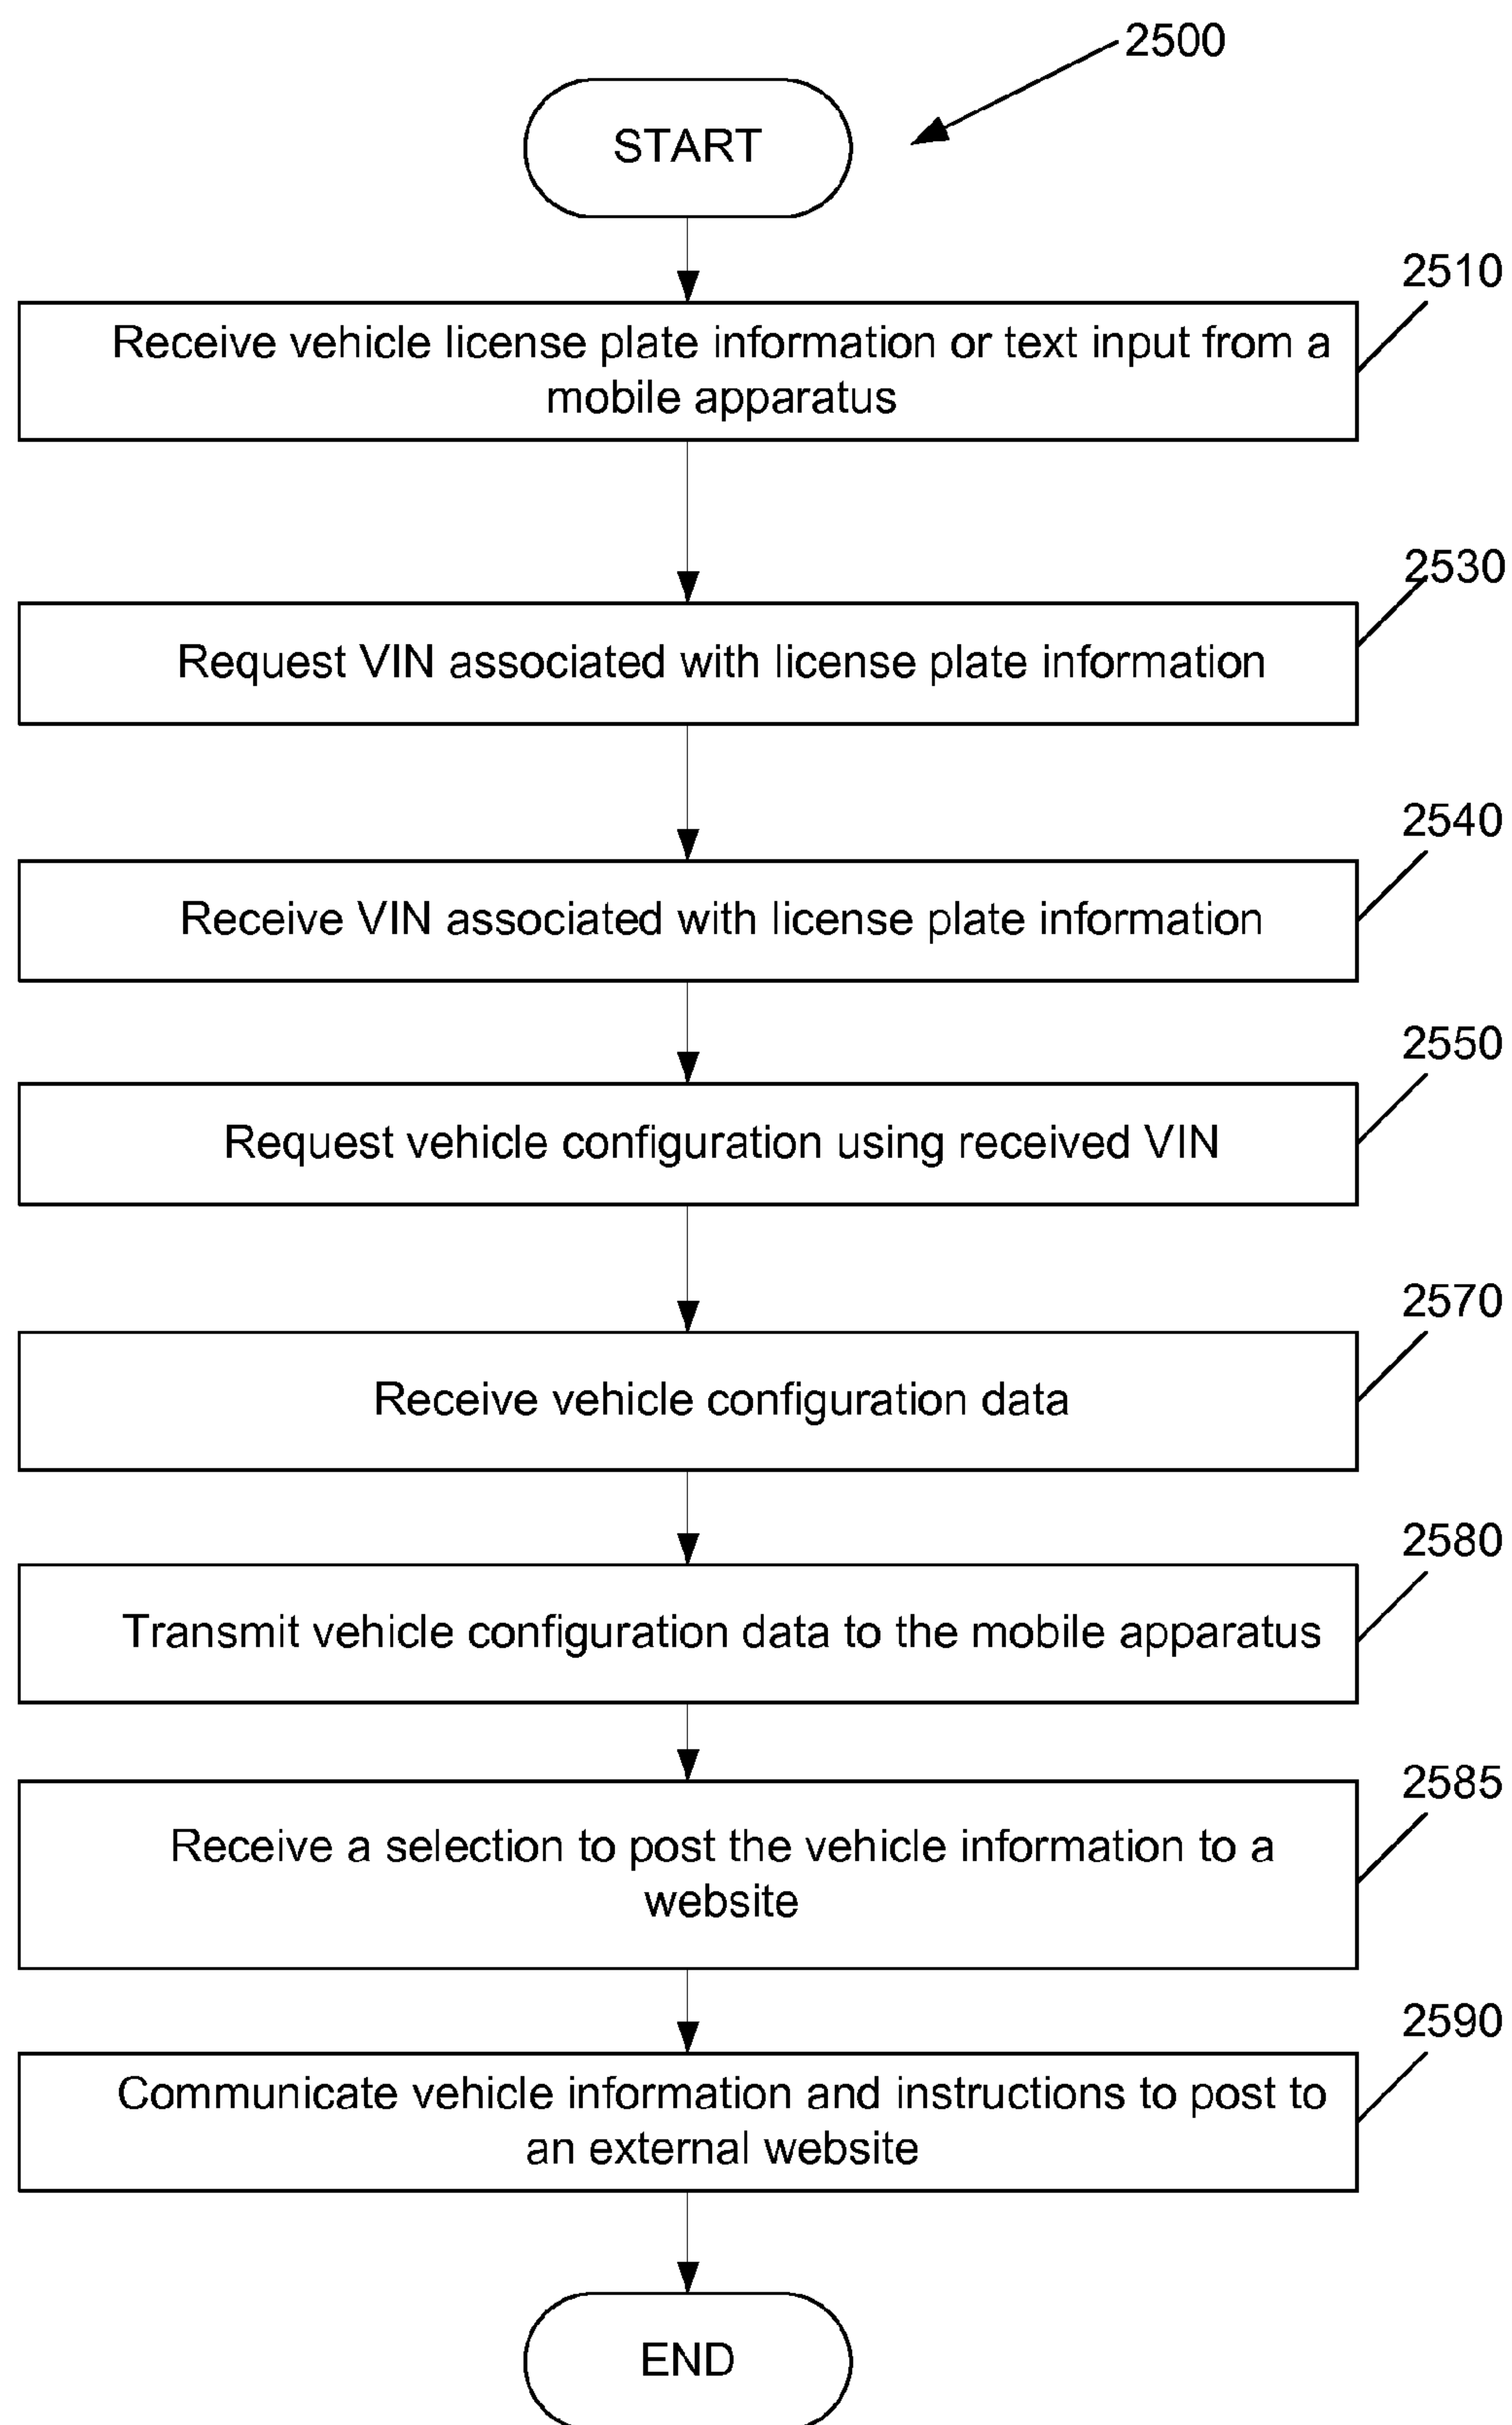 2500
START
2510
Receive vehicle license plate information or text input from a
mobile apparatus
2530
Request VIN associated with license plate information
2540
Receive VIN associated with license plate information
2550
Request vehicle configuration using received VIN
2570
Receive vehicle configuration data
2580
Transmit vehicle configuration data to the mobile apparatus
2585
Receive a selection to post the vehicle information to a
website
2590
Communicate vehicle information and instructions to post to
an external website
END